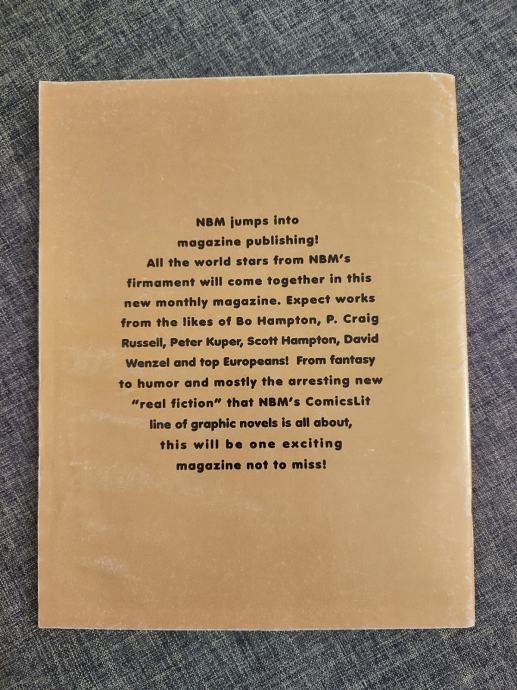 NBM jumps into
magazine publishing!
All the world stars from NBM's
firmament will come together in this
new monthly magazine. Expect works
from the likes of Bo Hampton, P. Craig
Russell, Peter Kuper, Scott Hampton, David
Wenzel and top Europeans! From fantasy
to humor and mostly the arresting new
"real fiction" that NBM's ComicsLit
line of graphic novels is all about,
this will be one exciting
magazine not to miss!